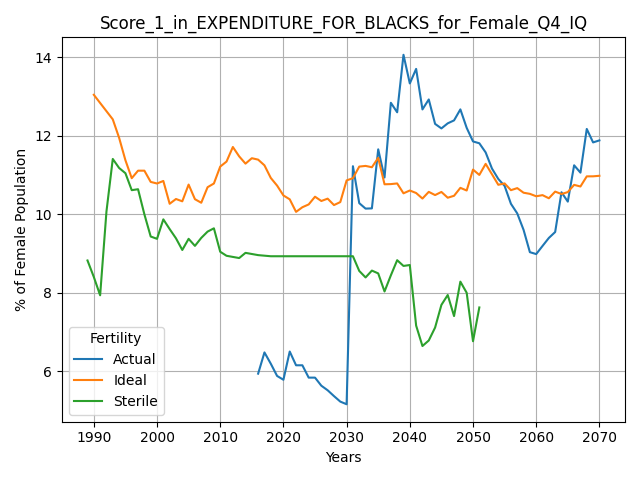 Score_1_in_EXPENDITURE_FOR_BLACKS_for_Female_Q4_IQ
14
12
10
8
6
% of Female Population
Fertility
Actual
Ideal
Sterile
1990 2000 2010 2020 2030 2040 2050 2060 2070
Years